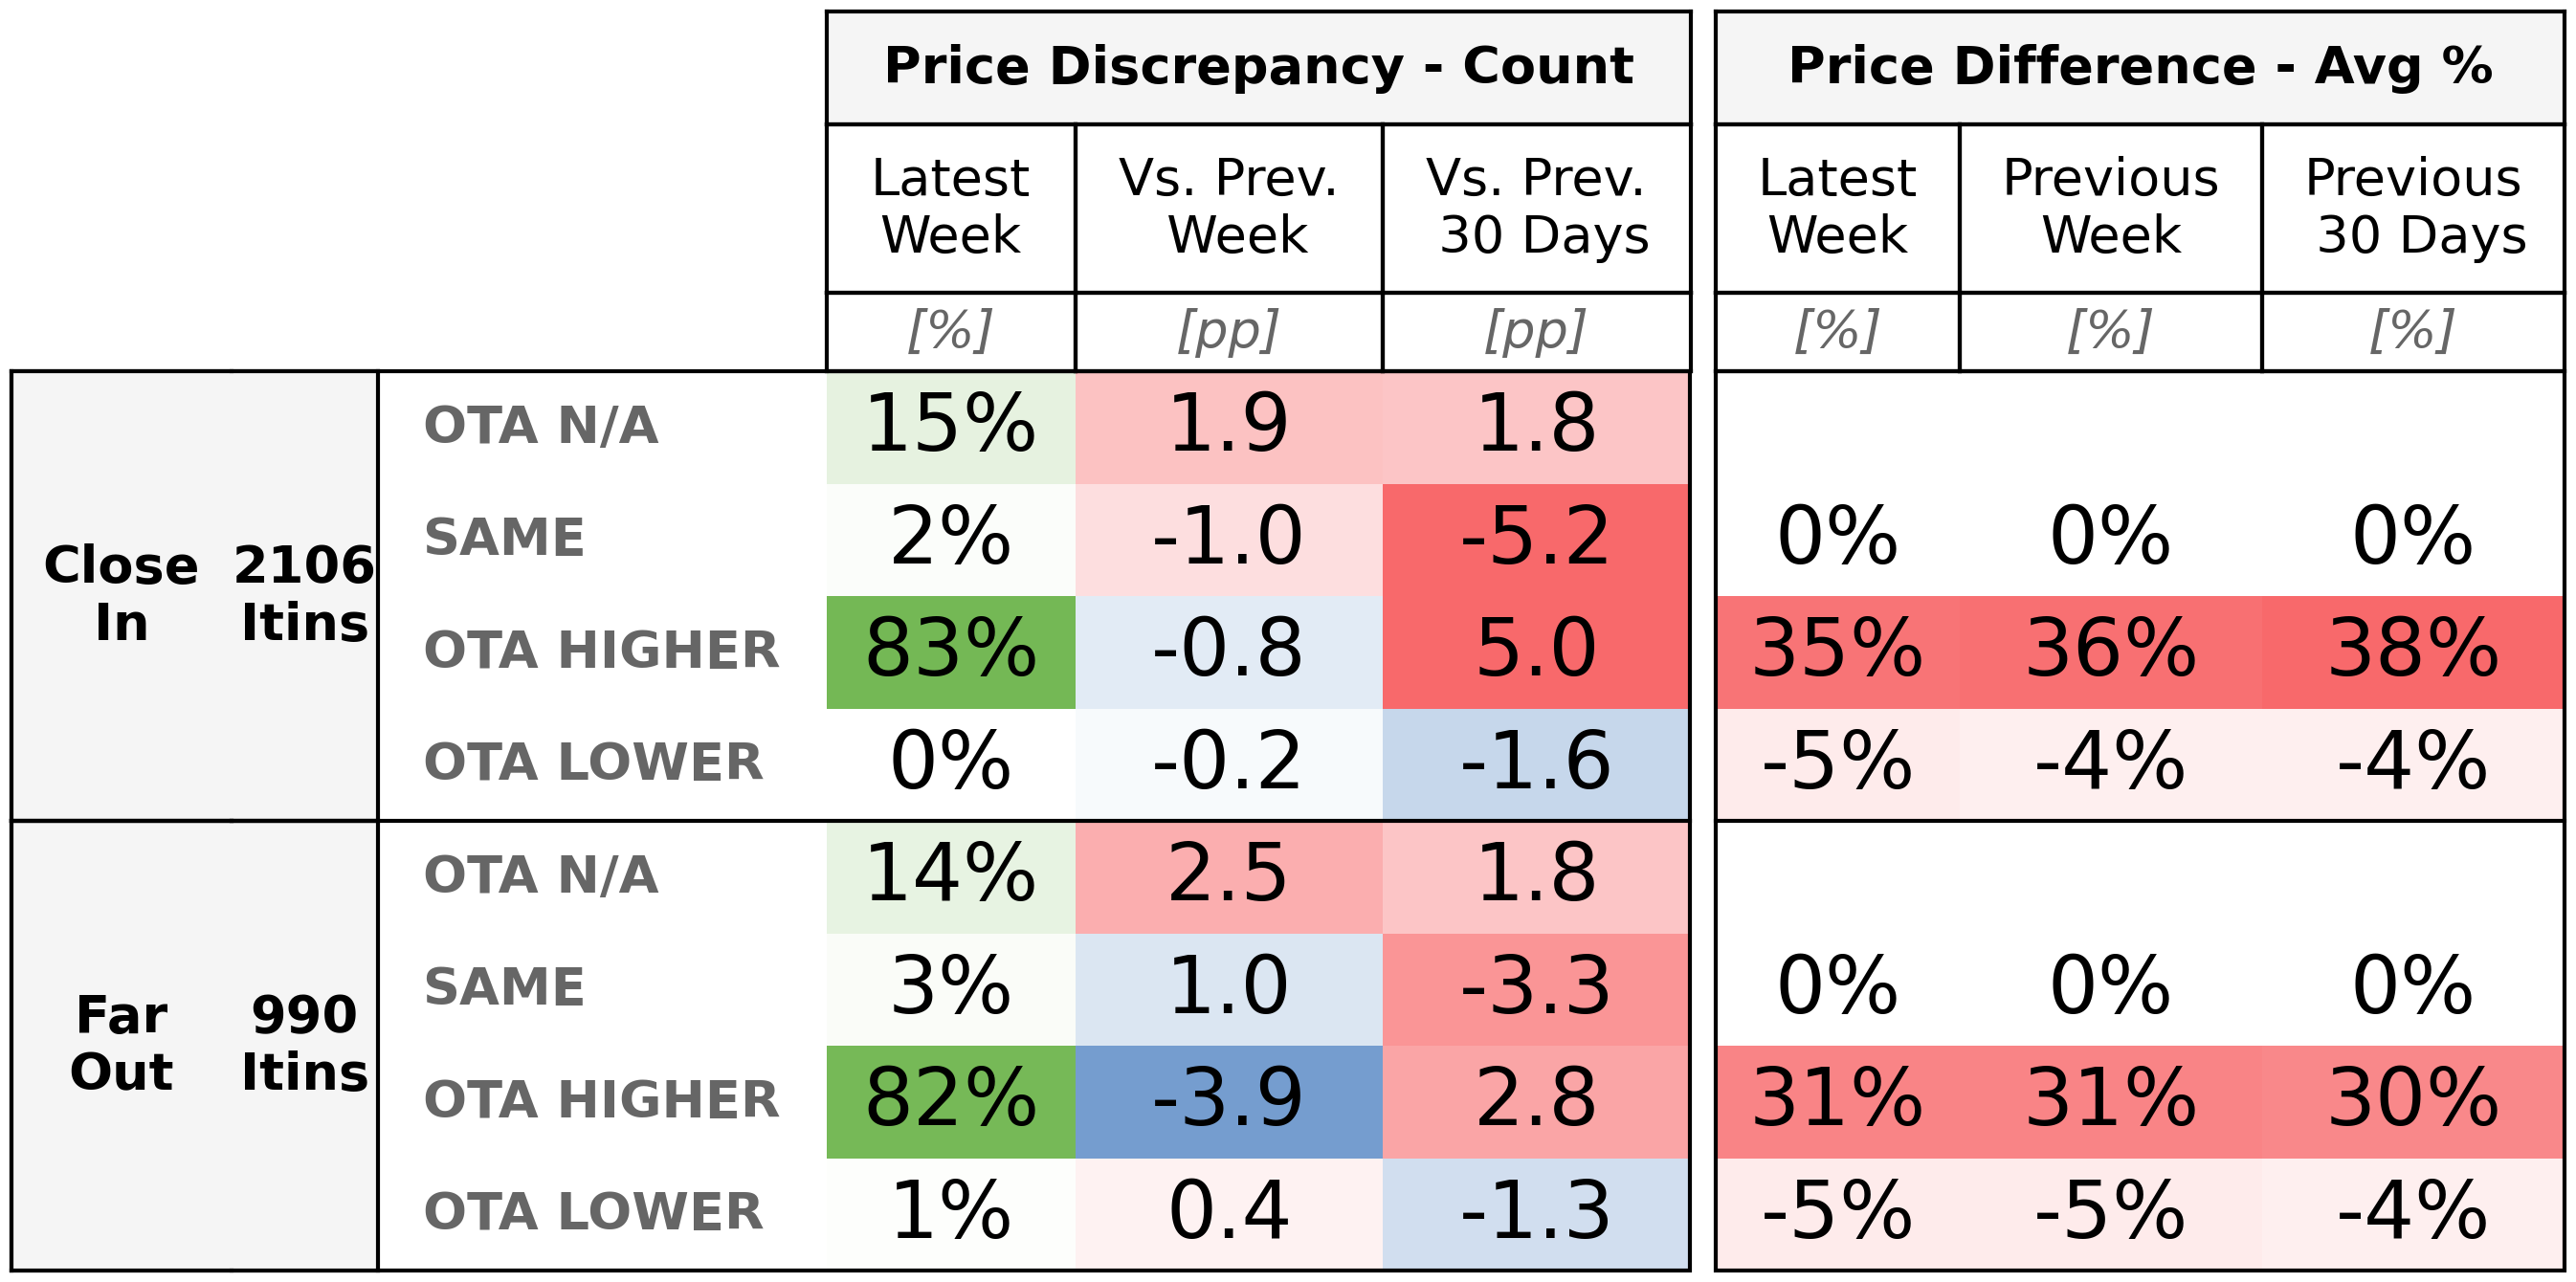 Price Discrepancy - Count Price Difference - Avg %
Latest Week Vs. Prev. Week Vs. Prev. 30 Days Latest Week Previous Week Previous 30 Days
[%] [pp] [pp] [%] [%] [%]
Close In 2106 Itins
OTA N/A 15% 1.9 1.8
SAME 2% -1.0 -5.2 0% 0% 0%
OTA HIGHER 83% -0.8 5.0 35% 36% 38%
OTA LOWER 0% -0.2 -1.6 -5% -4% -4%
Far Out 990 Itins
OTA N/A 14% 2.5 1.8
SAME 3% 1.0 -3.3 0% 0% 0%
OTA HIGHER 82% -3.9 2.8 31% 31% 30%
OTA LOWER 1% 0.4 -1.3 -5% -5% -4%